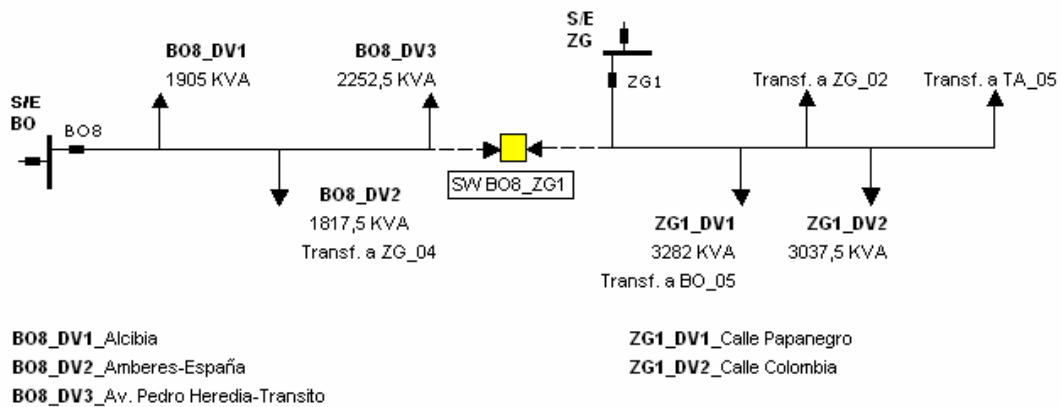 S/E
ZG
BO8_DV1
BO8_DV3
1905 KVA
2252,5 KVA
ZG1
Transf. a ZG_02
Transf. a TA_05
S/E
BO
BO8
SW BO8_ZG1
BO8_DV2
1817,5 KVA
Transf. a ZG_04
ZG1_DV1
ZG1_DV2
3282 KVA
3037,5 KVA
Transf. a BO_05
BO8_DV1_Alcibia
ZG1_DV1_Calle Papanegro
BO8_DV2_Amberes-España
ZG1_DV2_Calle Colombia
BO8_DV3_Av. Pedro Heredia-Transito